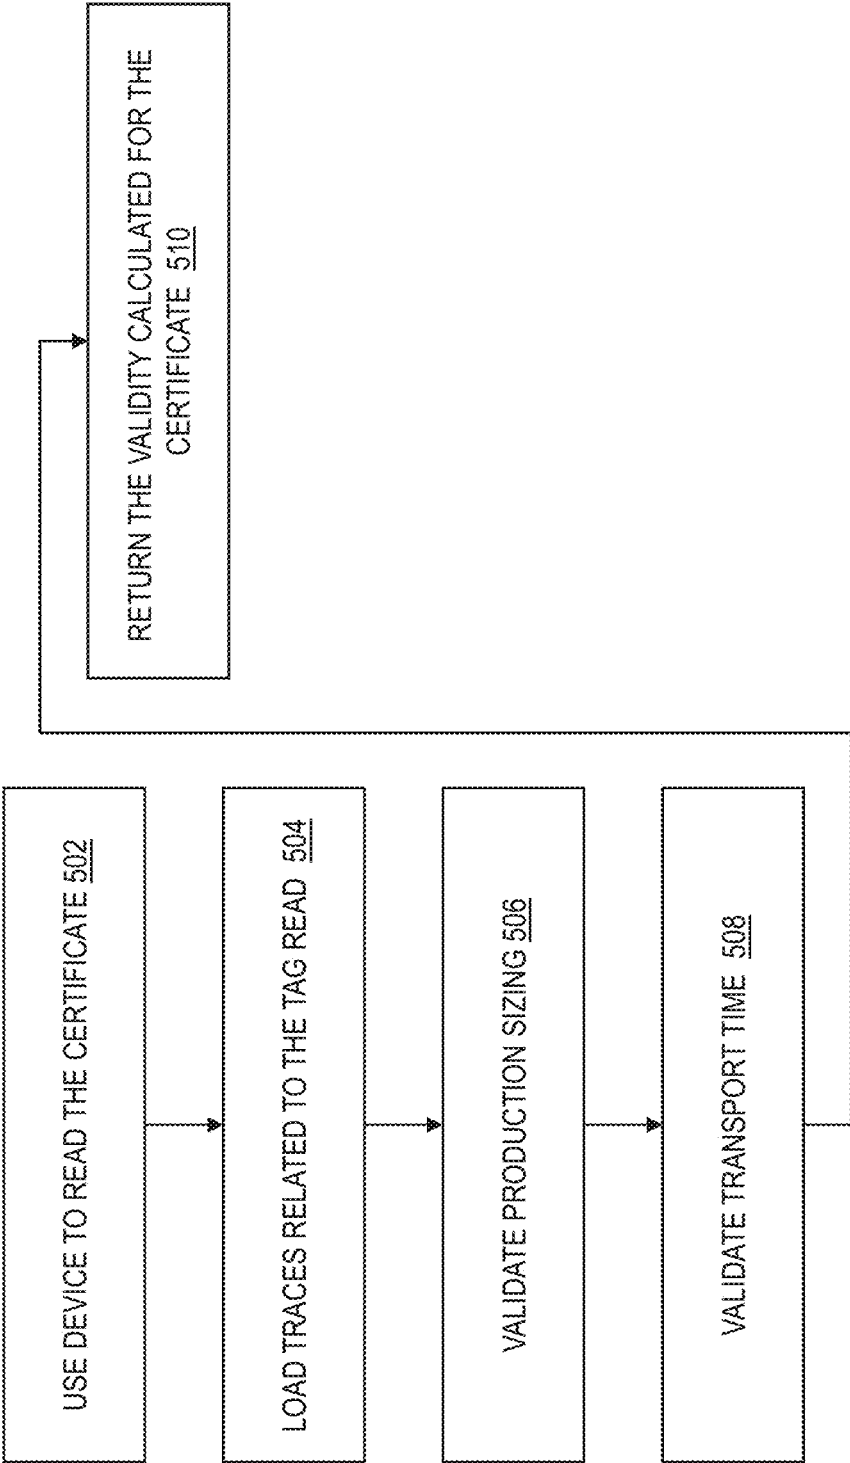 USE DEVICE TO READ THE CERTIFICATE 502
LOAD TRACES RELATED TO THE TAG READ 504
VALIDATE PRODUCTION SIZING 506
VALIDATE TRANSPORT TIME 508
RETURN THE VALIDITY CALCULATED FOR THE
CERTIFICATE 510